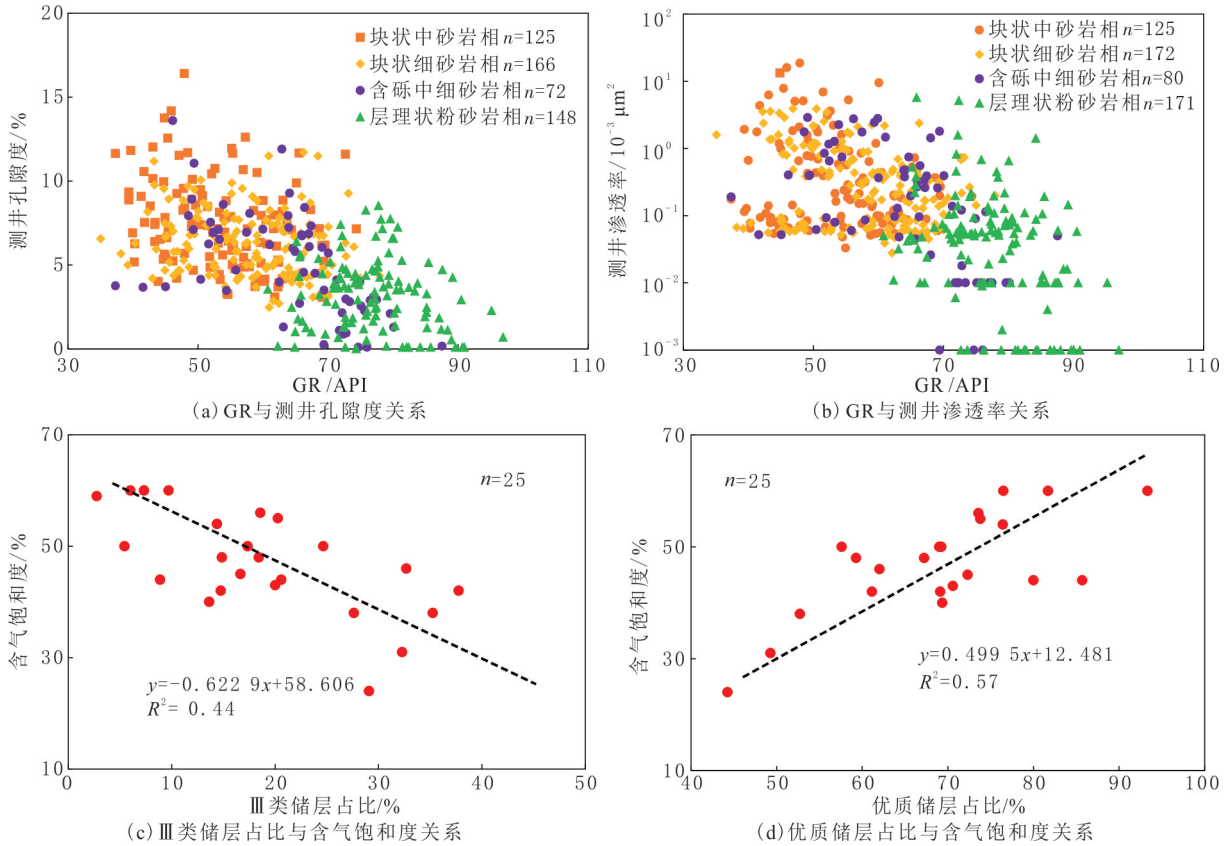 20
15
10
5
0
测井孔隙度/%
块状中砂岩相n=125
块状细砂岩相n=166
含砾中细砂岩相n=72
层理状粉砂岩相n=148
30 50 70 90 110
GR/API
(a)GR与测井孔隙度关系
10²
10¹
10⁰
10⁻¹
10⁻²
10⁻³
测井渗透率/10⁻³ μm²
块状中砂岩相n=125
块状细砂岩相n=172
含砾中细砂岩相n=80
层理状粉砂岩相n=171
30 50 70 90 110
GR/API
(b)GR与测井渗透率关系
70
50
30
10
含气饱和度/%
n=25
y=-0.622 9x+58.606
R²= 0.44
0 10 20 30 40 50
Ⅲ类储层占比/%
(c)Ⅲ类储层占比与含气饱和度关系
70
50
30
10
含气饱和度/%
n=25
y=0.499 5x+12.481
R²=0.57
40 50 60 70 80 90 100
优质储层占比/%
(d)优质储层占比与含气饱和度关系